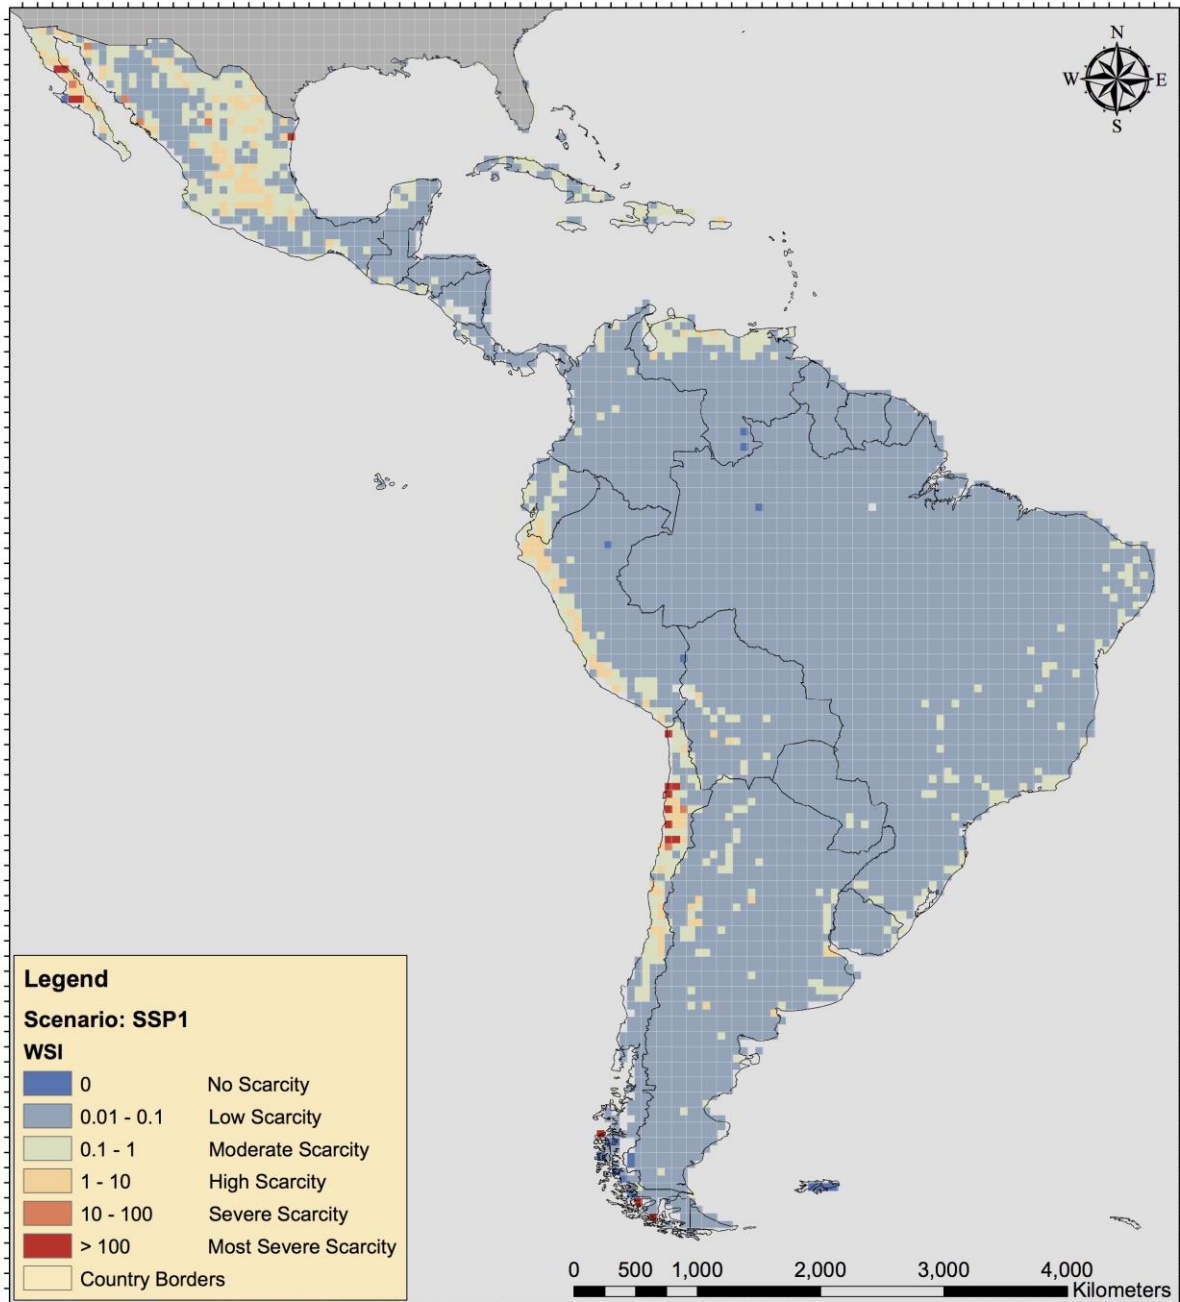 N
W E
S
Legend
Scenario: SSP1
WSI
0 No Scarcity
0.01 - 0.1 Low Scarcity
0.1 - 1 Moderate Scarcity
1 - 10 High Scarcity
10 - 100 Severe Scarcity
> 100 Most Severe Scarcity
Country Borders
0 500 1,000 2,000 3,000 4,000
Kilometers